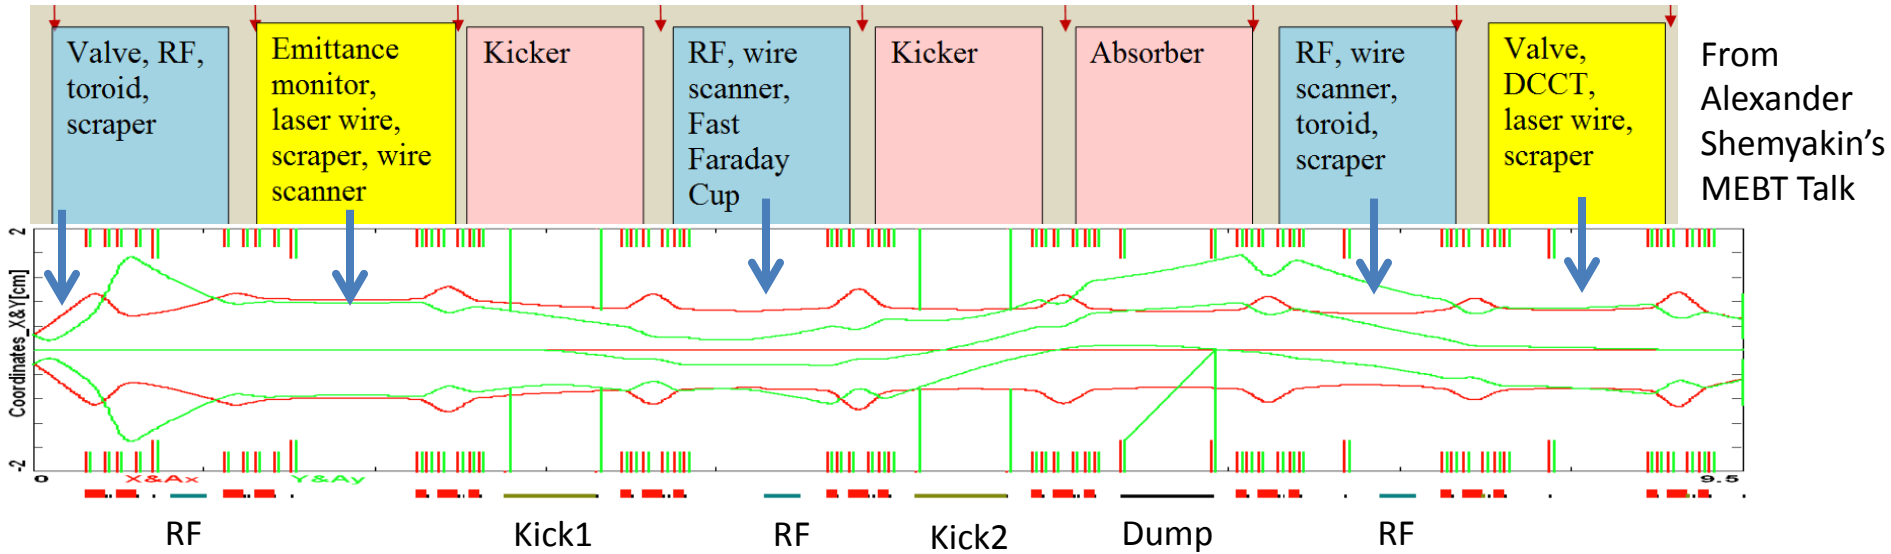 Valve, RF,
toroid,
scraper
Emittance
monitor,
laser wire,
scraper, wire
scanner
Kicker
RF, wire
scanner,
Fast
Faraday
Cup
Kicker
Absorber
RF, wire
scanner,
toroid,
scraper
Valve,
DCCT,
laser wire,
scraper
From
Alexander
Shemyakin's
MEBT Talk
2
Coordinates_X&Y[cm]
-2
0
X&Ax
Y&Ay
9.5
RF
Kick1
RF
Kick2
Dump
RF